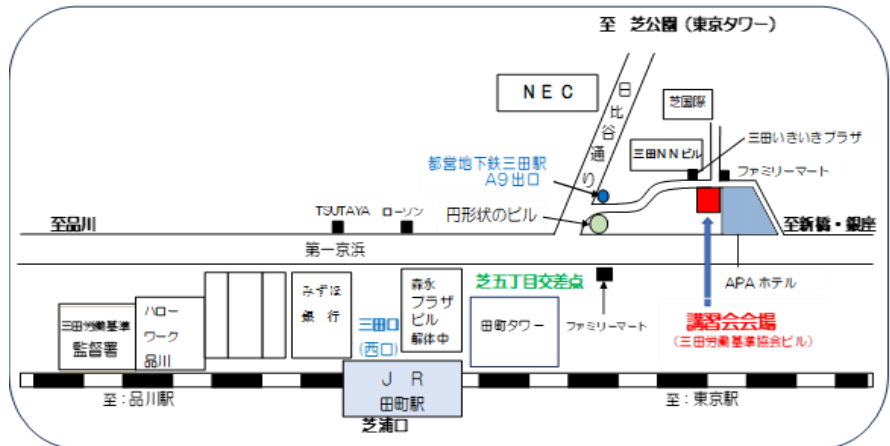 至 芝公園（東京タワー）
NEC
日比谷通り
芝国際
三田いきいきプラザ
三田NNビル
ファミリーマート
都営地下鉄三田駅
A9出口
TSUTAYA ローソン
円形状のビル
至品川
至新橋・銀座
第一京浜
APAホテル
芝五丁目交差点
みずほ
銀行
森永
プラザ
ビル
解体中
ハロー
ワーク
品川
三田労働基準
監督署
三田口
(西口)
田町タワー
ファミリーマート
講習会会場
(三田労働基準協会ビル)
JR
田町駅
至：品川駅
至：東京駅
芝浦口